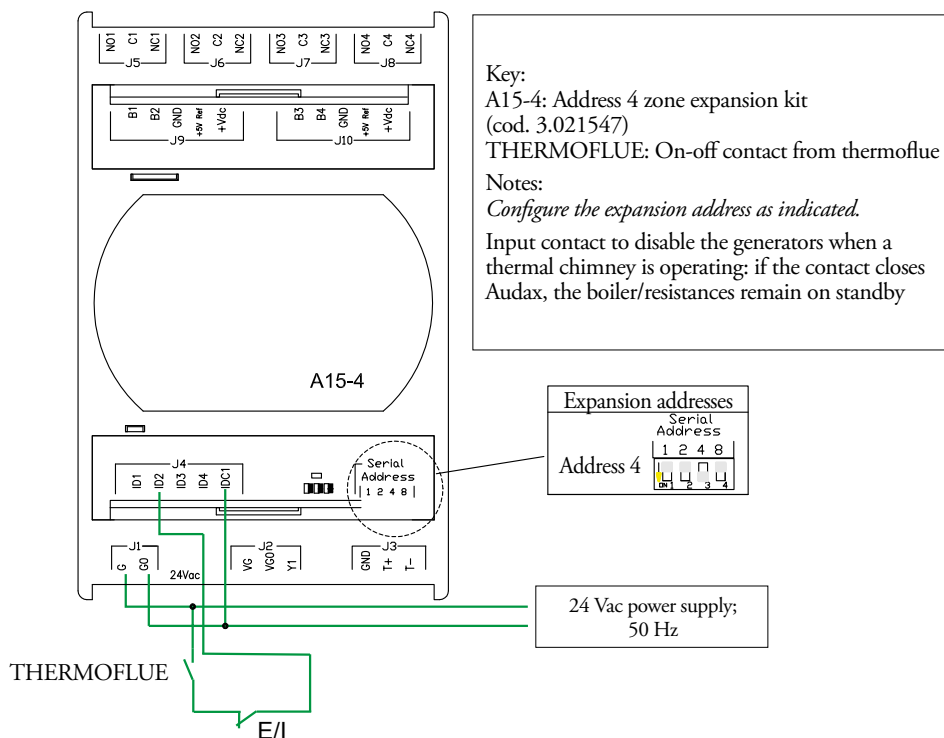 NO1 C1 NC1 NO2 C2 NC2 NO3 C3 NC3 NO4 C4 NC4
J5 J6 J7 J8
B1 B2 GND +5V Ref +Vdc B3 B4 GND +5V Ref +Vdc
J9 J10
A15-4
J4
ID1 ID2 ID3 ID4 IDC1
Serial
Address
1 2 4 8
J1 J2 J3
G G0 VG VG0 Y1 GND T+ T-
24Vac
THERMOFLUE
E/I
Key:
A15-4: Address 4 zone expansion kit
(cod. 3.021547)
THERMOFLUE: On-off contact from thermoflue
Notes:
Configure the expansion address as indicated.
Input contact to disable the generators when a
thermal chimney is operating: if the contact closes
Audax, the boiler/resistances remain on standby
Expansion addresses
Serial
Address
1 2 4 8
Address 4
ON 1 2 3 4
24 Vac power supply;
50 Hz